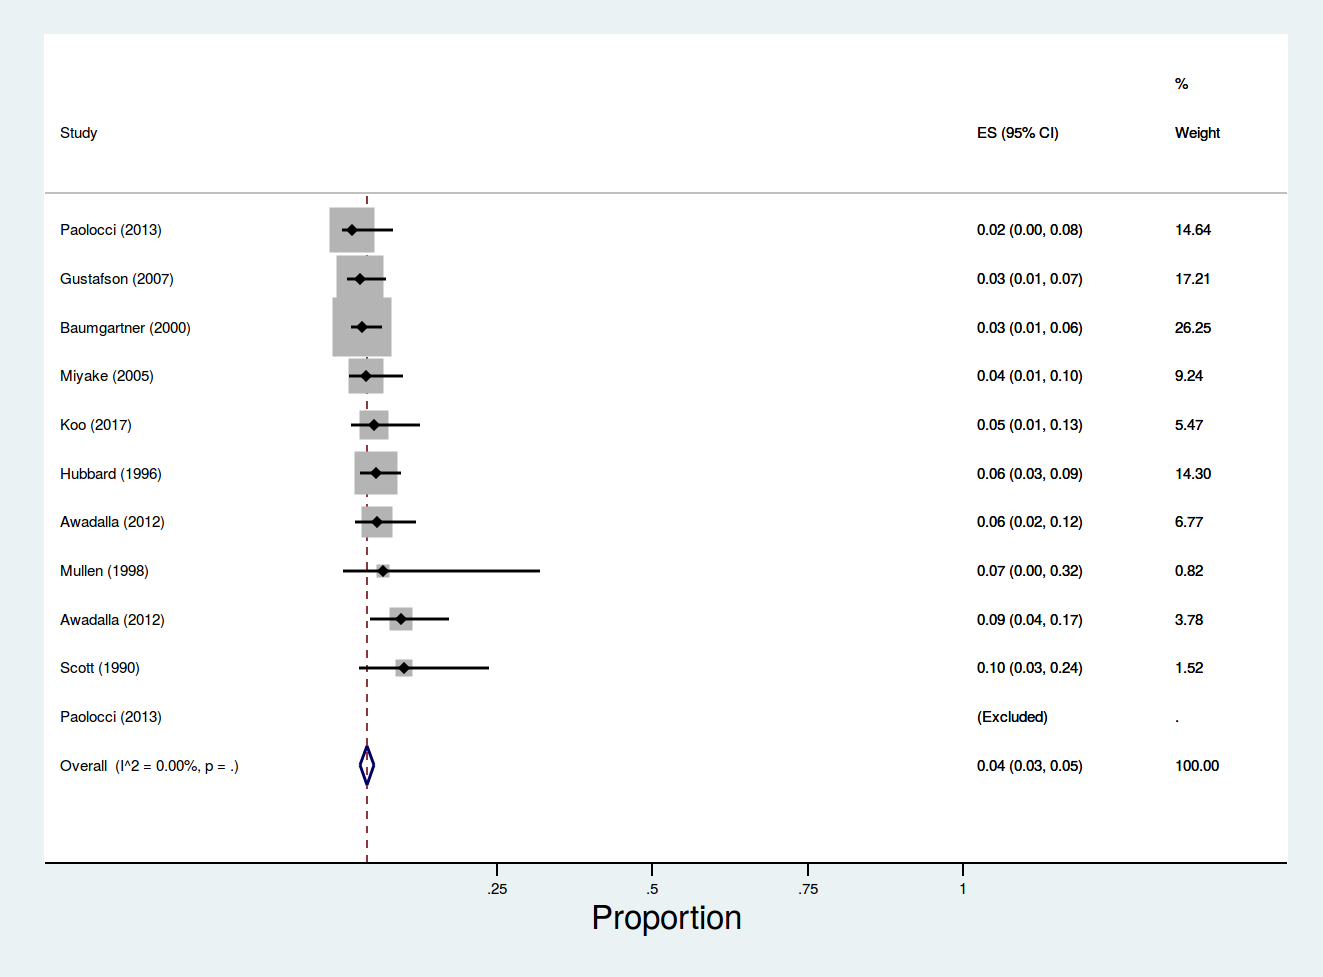 %
Study ES (95% CI) Weight
Paolocci (2013) 0.02 (0.00, 0.08) 14.64
Gustafson (2007) 0.03 (0.01, 0.07) 17.21
Baumgartner (2000) 0.03 (0.01, 0.06) 26.25
Miyake (2005) 0.04 (0.01, 0.10) 9.24
Koo (2017) 0.05 (0.01, 0.13) 5.47
Hubbard (1996) 0.06 (0.03, 0.09) 14.30
Awadalla (2012) 0.06 (0.02, 0.12) 6.77
Mullen (1998) 0.07 (0.00, 0.32) 0.82
Awadalla (2012) 0.09 (0.04, 0.17) 3.78
Scott (1990) 0.10 (0.03, 0.24) 1.52
Paolocci (2013) (Excluded) .
Overall (I^2 = 0.00%, p = .) 0.04 (0.03, 0.05) 100.00
.25 .5 .75 1
Proportion